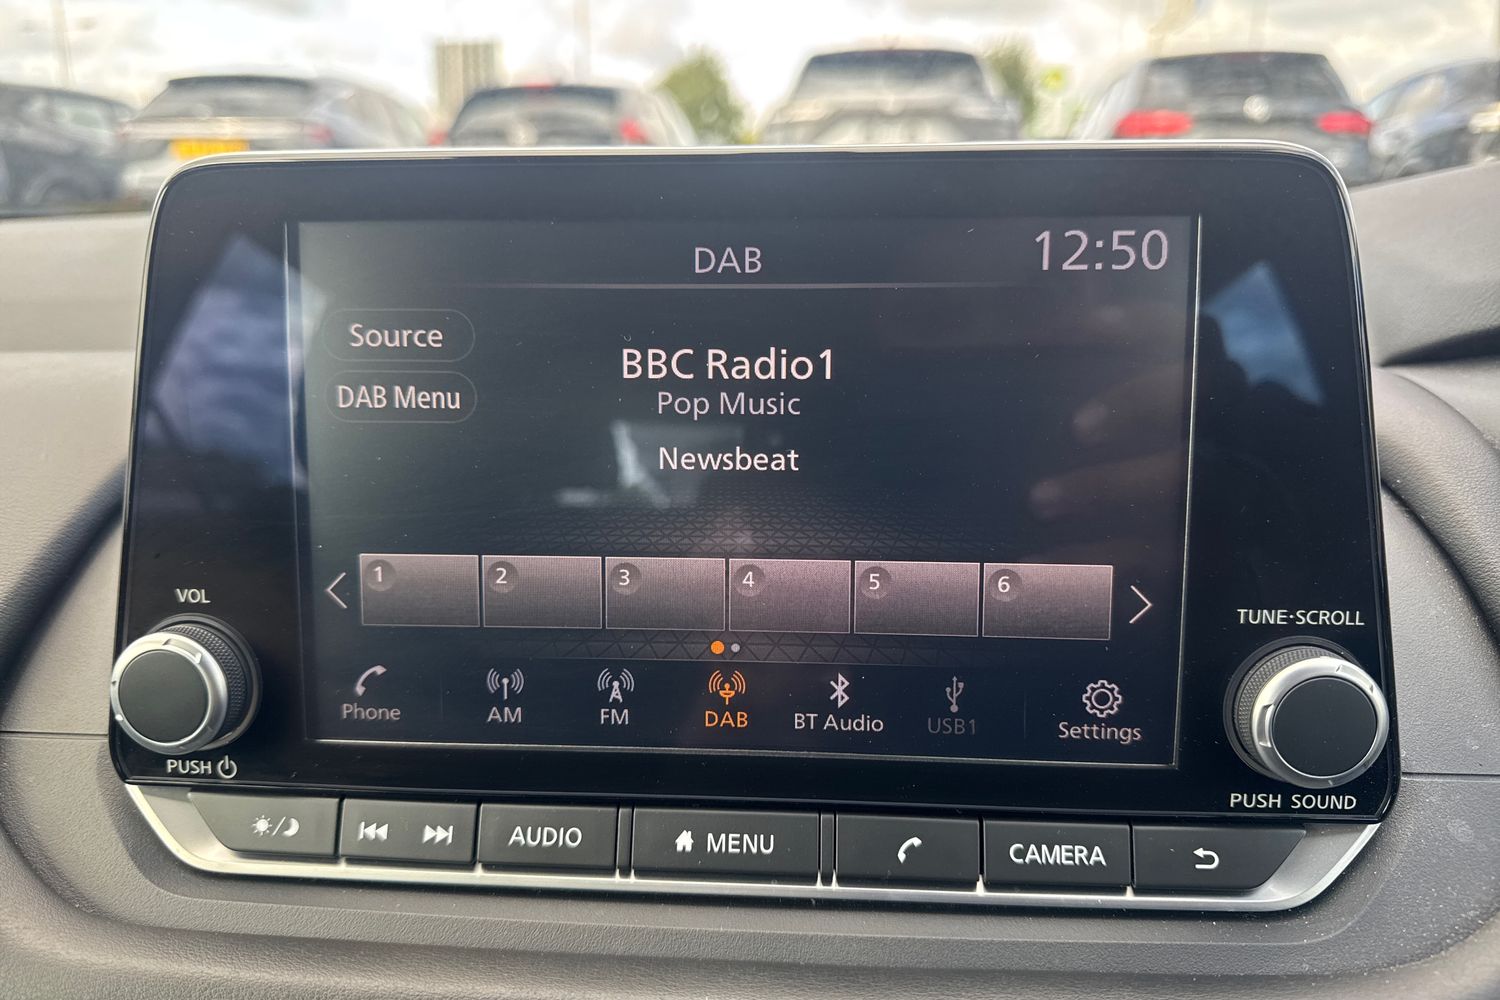 DAB
12:50
Source
DAB Menu
BBC Radio1
Pop Music
Newsbeat
1 2 3 4 5 6
Phone AM FM DAB BT Audio USB1 Settings
VOL
PUSH
TUNE·SCROLL
PUSH SOUND
AUDIO MENU CAMERA